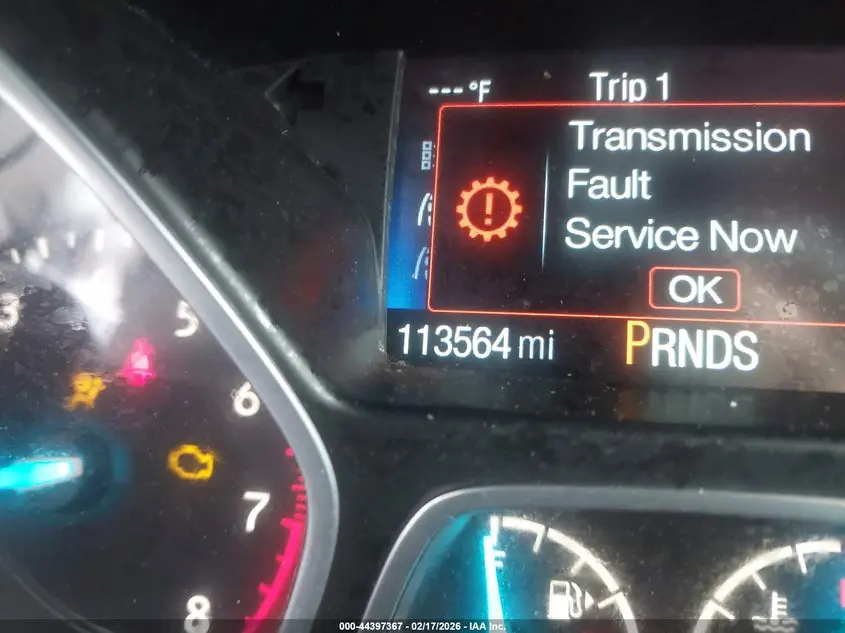 ---°F Trip 1
Transmission
Fault
Service Now
OK
113564 mi PRNDS
3
5
6
7
8
F
000-44397367 - 02/17/2026 - IAA Inc.